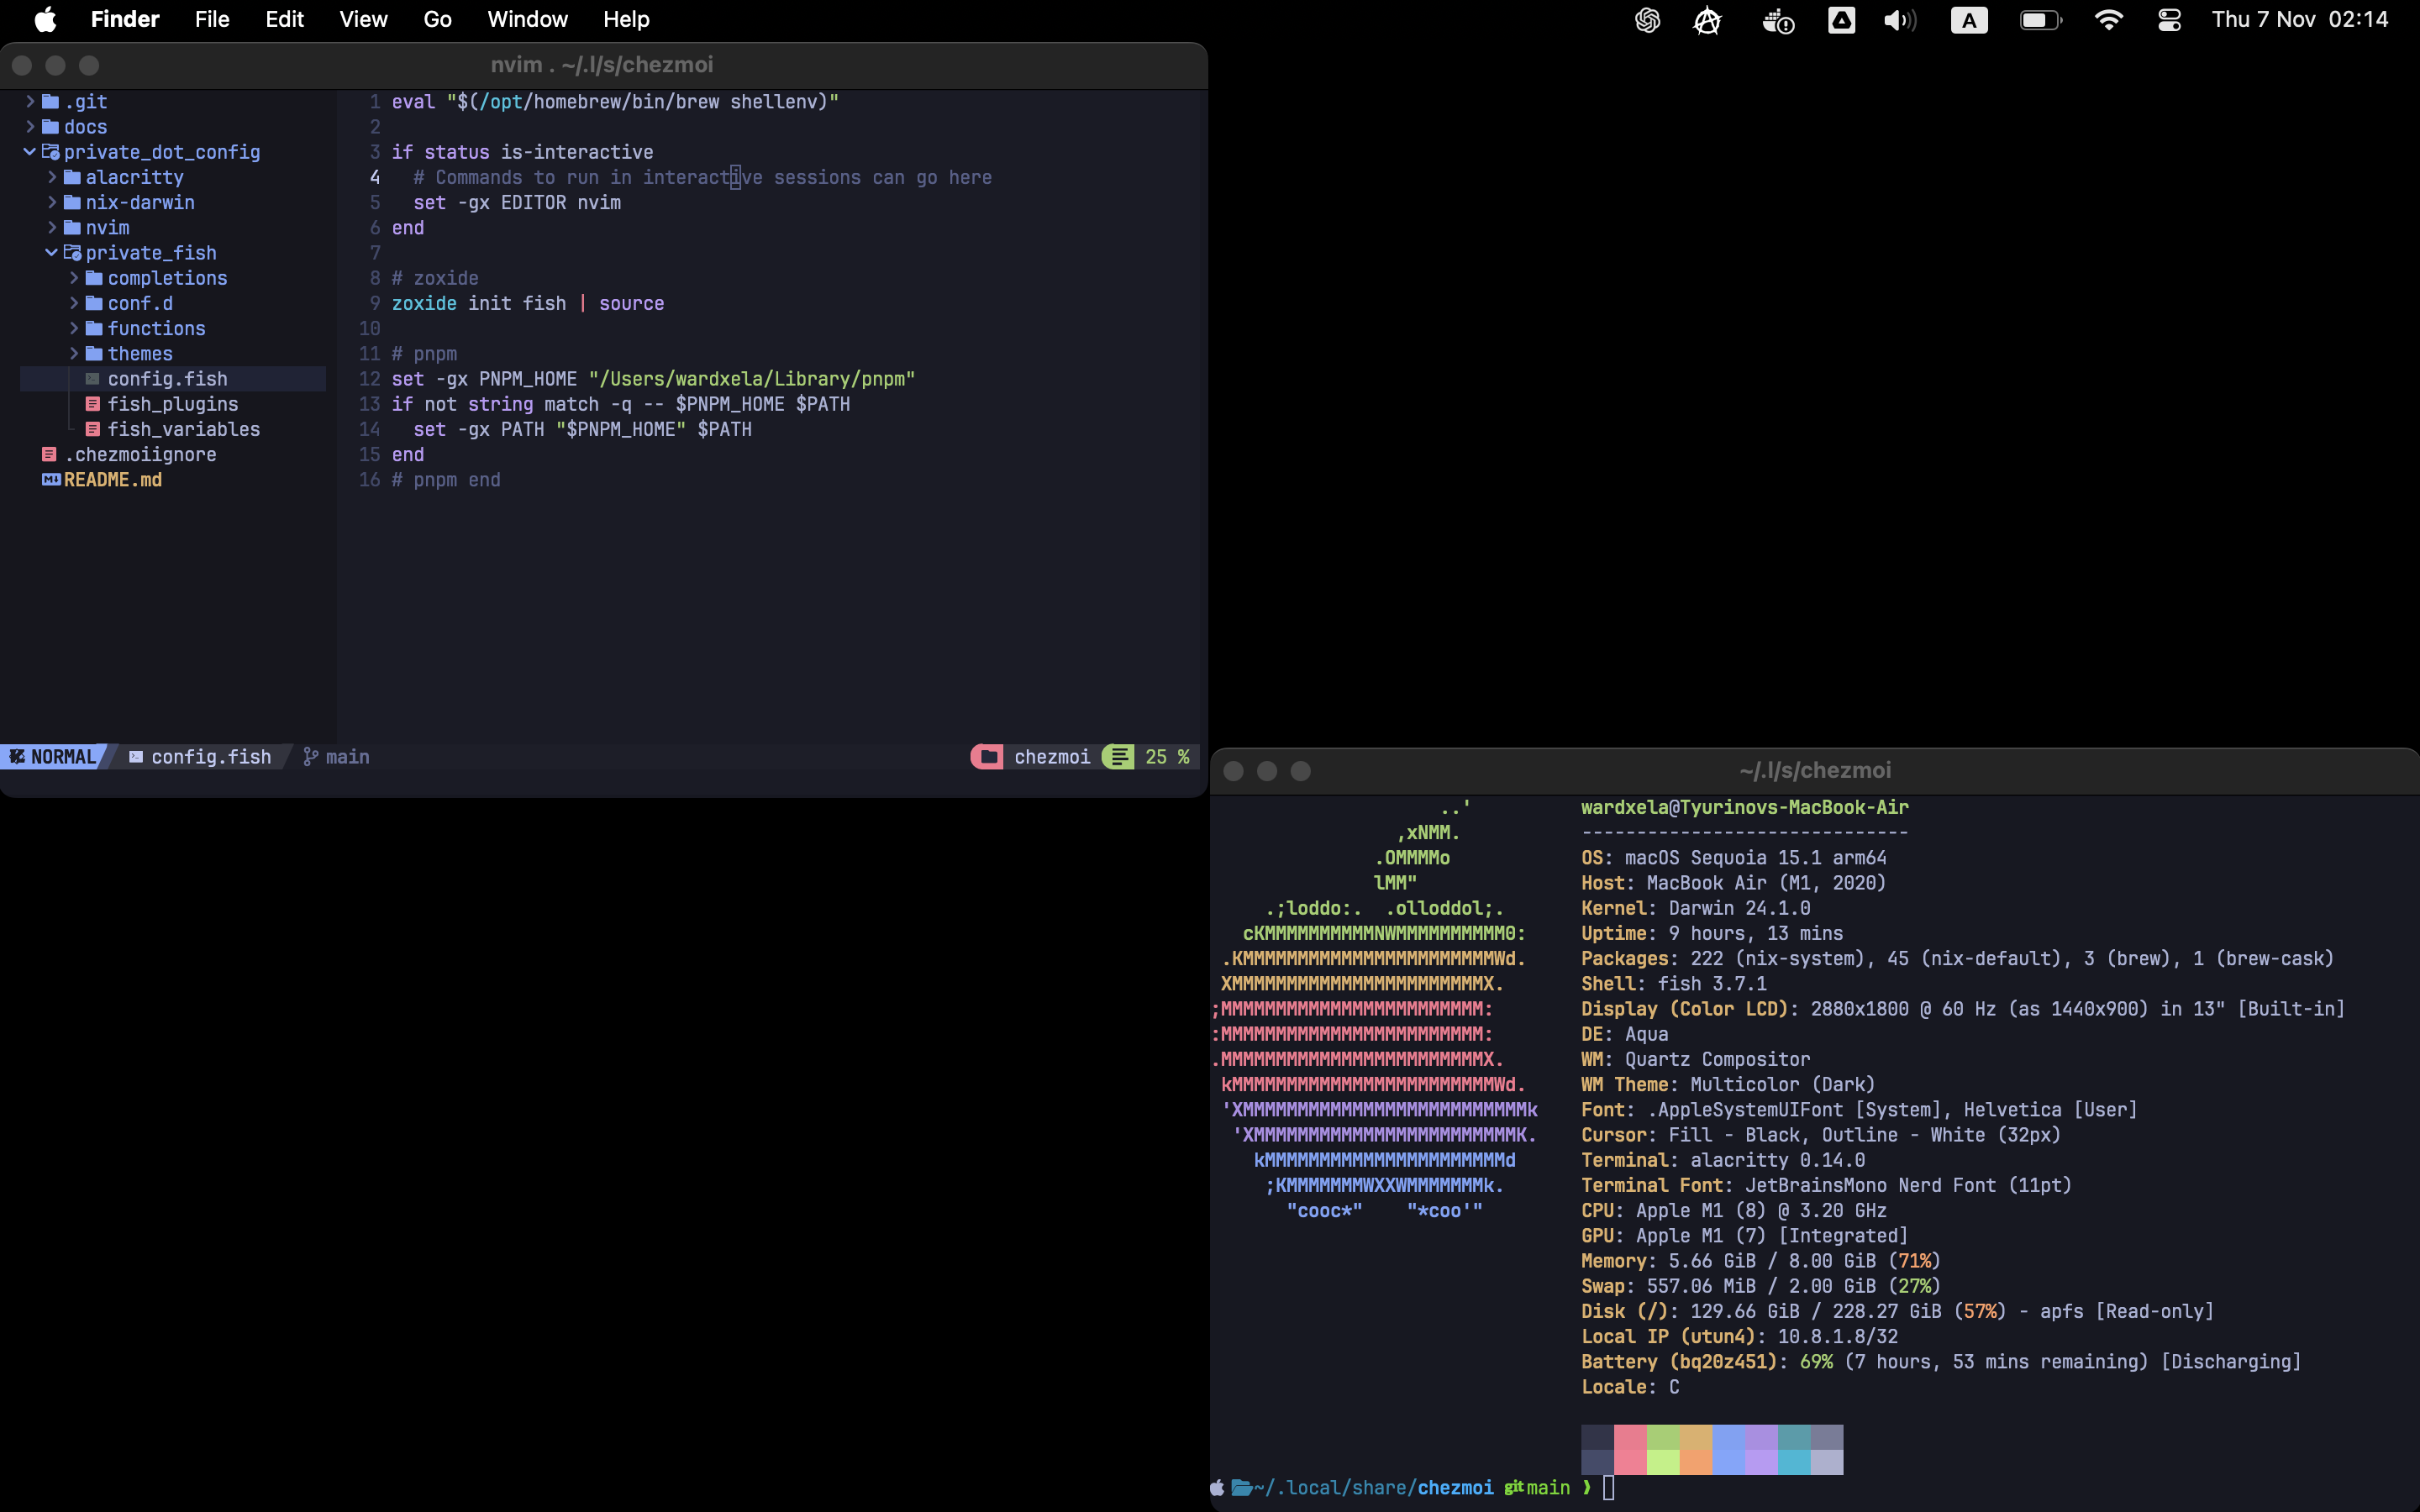 Finder File Edit View Go Window Help A Thu 7 Nov 02:14
nvim . ~/.l/s/chezmoi
.git
docs
private_dot_config
alacritty
nix-darwin
nvim
private_fish
completions
conf.d
functions
themes
config.fish
fish_plugins
fish_variables
.chezmoiignore
README.md
1 eval "$(/opt/homebrew/bin/brew shellenv)"
2
3 if status is-interactive
4 # Commands to run in interactive sessions can go here
5 set -gx EDITOR nvim
6 end
7
8 # zoxide
9 zoxide init fish | source
10
11 # pnpm
12 set -gx PNPM_HOME "/Users/wardxela/Library/pnpm"
13 if not string match -q -- $PNPM_HOME $PATH
14 set -gx PATH "$PNPM_HOME" $PATH
15 end
16 # pnpm end
NORMAL config.fish main chezmoi 25 %
~/.l/s/chezmoi
..'
,xNMM.
.OMMMMo
lMM"
.;loddo:. .olloddol;.
cKMMMMMMMMMMNWMMMMMMMMMM0:
.KMMMMMMMMMMMMMMMMMMMMMMMWd.
XMMMMMMMMMMMMMMMMMMMMMMMX.
;MMMMMMMMMMMMMMMMMMMMMMMM:
:MMMMMMMMMMMMMMMMMMMMMMMM:
.MMMMMMMMMMMMMMMMMMMMMMMMX.
kMMMMMMMMMMMMMMMMMMMMMMMMWd.
'XMMMMMMMMMMMMMMMMMMMMMMMMMMk
'XMMMMMMMMMMMMMMMMMMMMMMMMK.
kMMMMMMMMMMMMMMMMMMMMMMd
;KMMMMMMMWXXWMMMMMMMk.
"cooc*" "*coo'"
wardxela@Tyurinovs-MacBook-Air
------------------------------
OS: macOS Sequoia 15.1 arm64
Host: MacBook Air (M1, 2020)
Kernel: Darwin 24.1.0
Uptime: 9 hours, 13 mins
Packages: 222 (nix-system), 45 (nix-default), 3 (brew), 1 (brew-cask)
Shell: fish 3.7.1
Display (Color LCD): 2880x1800 @ 60 Hz (as 1440x900) in 13" [Built-in]
DE: Aqua
WM: Quartz Compositor
WM Theme: Multicolor (Dark)
Font: .AppleSystemUIFont [System], Helvetica [User]
Cursor: Fill - Black, Outline - White (32px)
Terminal: alacritty 0.14.0
Terminal Font: JetBrainsMono Nerd Font (11pt)
CPU: Apple M1 (8) @ 3.20 GHz
GPU: Apple M1 (7) [Integrated]
Memory: 5.66 GiB / 8.00 GiB (71%)
Swap: 557.06 MiB / 2.00 GiB (27%)
Disk (/): 129.66 GiB / 228.27 GiB (57%) - apfs [Read-only]
Local IP (utun4): 10.8.1.8/32
Battery (bq20z451): 69% (7 hours, 53 mins remaining) [Discharging]
Locale: C
~/.local/share/chezmoi git main ❯